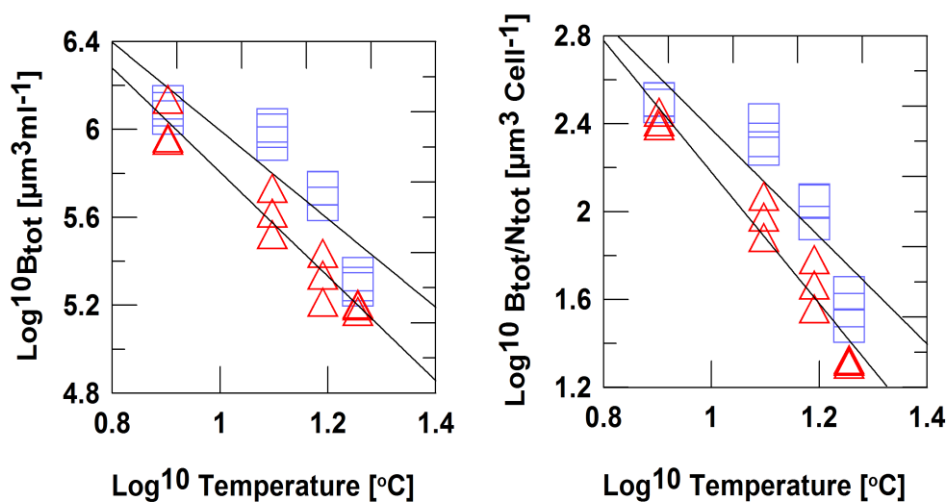 Log10Btot [µm3ml-1]
6.4
6
5.6
5.2
4.8
0.8 1 1.2 1.4
Log10 Temperature [oC]
Log10 Btot/Ntot [µm3 Cell-1]
2.8
2.4
2
1.6
1.2
0.8 1 1.2 1.4
Log10 Temperature [oC]